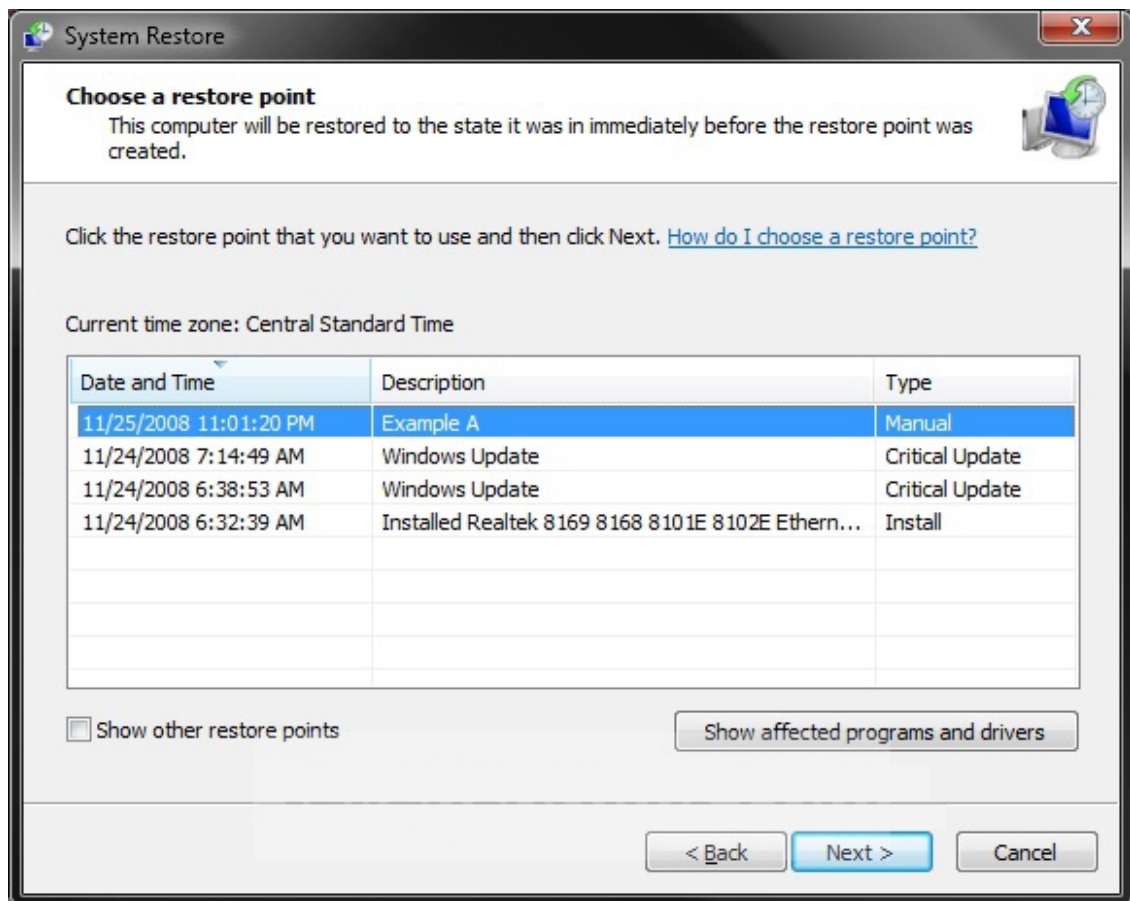 System Restore
Choose a restore point
This computer will be restored to the state it was in immediately before the restore point was
created.
Click the restore point that you want to use and then click Next. How do I choose a restore point?
Current time zone: Central Standard Time
Date and Time Description Type
11/25/2008 11:01:20 PM Example A Manual
11/24/2008 7:14:49 AM Windows Update Critical Update
11/24/2008 6:38:53 AM Windows Update Critical Update
11/24/2008 6:32:39 AM Installed Realtek 8169 8168 8101E 8102E Ethern... Install
Show other restore points Show affected programs and drivers
< Back Next > Cancel